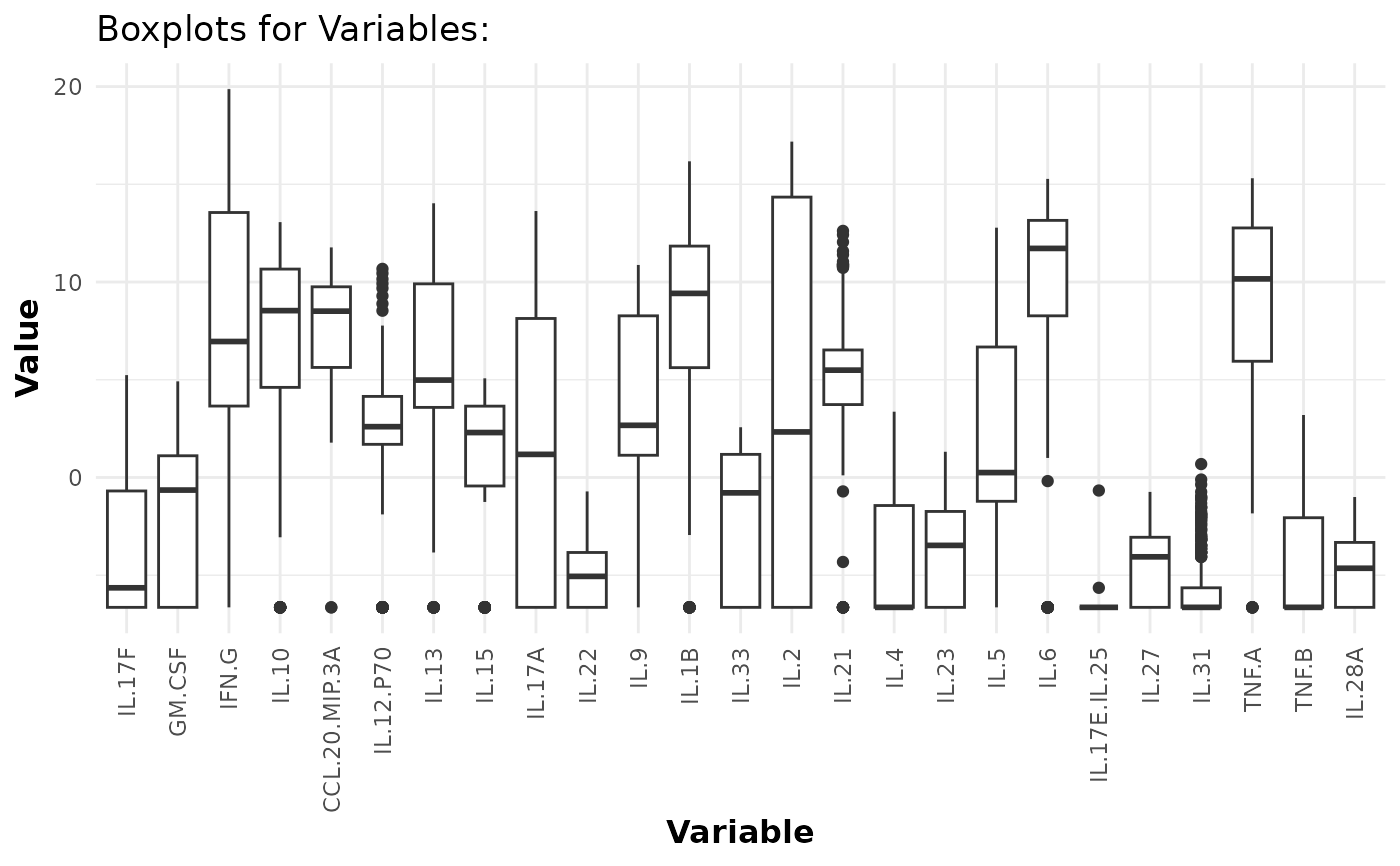 Boxplots for Variables:
20
10
0
Value
IL.17F
GM.CSF
IFN.G
IL.10
CCL.20.MIP.3A
IL.12.P70
IL.13
IL.15
IL.17A
IL.22
IL.9
IL.1B
IL.33
IL.2
IL.21
IL.4
IL.23
IL.5
IL.6
IL.17E.IL.25
IL.27
IL.31
TNF.A
TNF.B
IL.28A
Variable